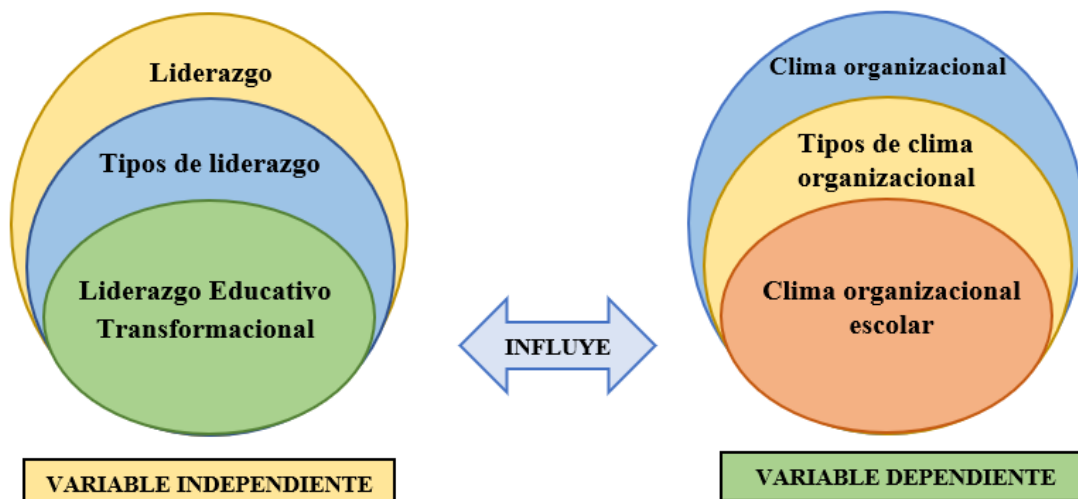 Liderazgo
Tipos de liderazgo
Liderazgo Educativo
Transformacional
VARIABLE INDEPENDIENTE
INFLUYE
Clima organizacional
Tipos de clima
organizacional
Clima organizacional
escolar
VARIABLE DEPENDIENTE